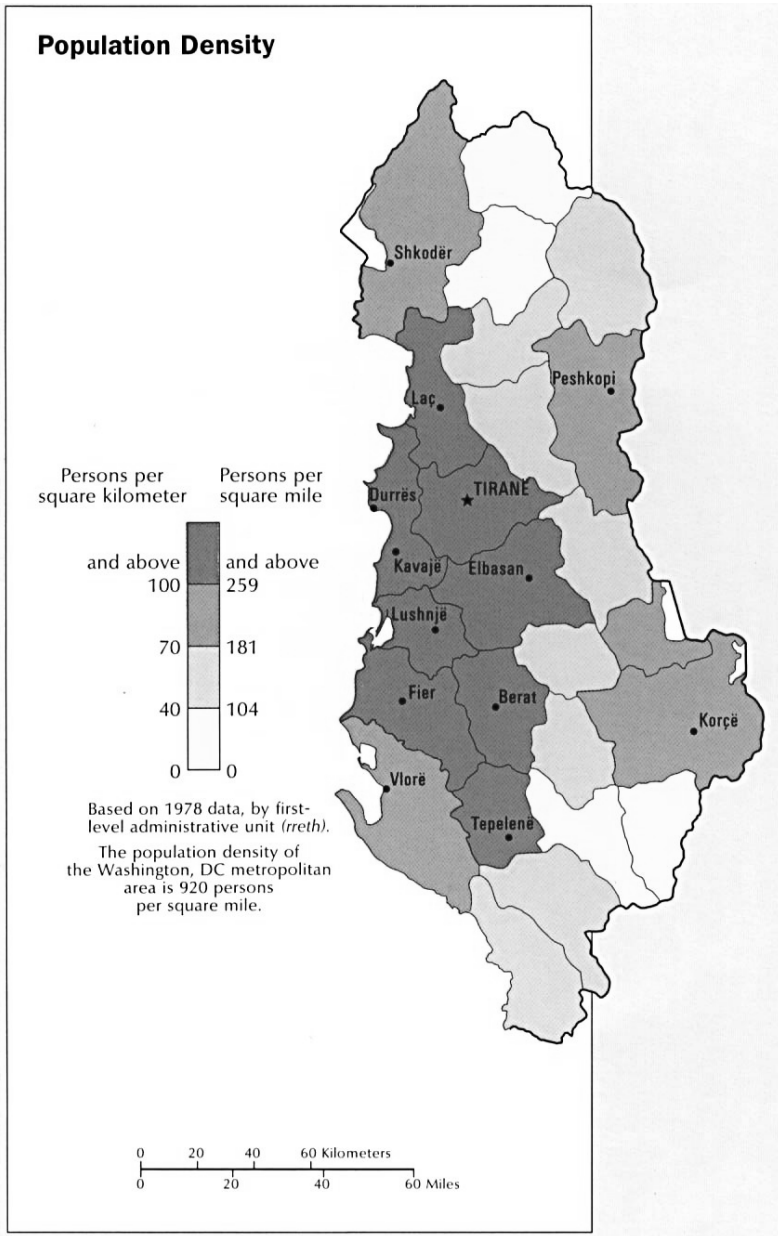 Population Density
Shkodër
Peshkopi
Laç
Durrës
TIRANË
Kavajë
Elbasan
Lushnjë
Fier
Berat
Korçë
Vlorë
Tepelenë
Persons per
square kilometer
Persons per
square mile
and above
and above
100
259
70
181
40
104
0
0
Based on 1978 data, by first-
level administrative unit (rreth).
The population density of
the Washington, DC metropolitan
area is 920 persons
per square mile.
0 20 40 60 Kilometers
0 20 40 60 Miles